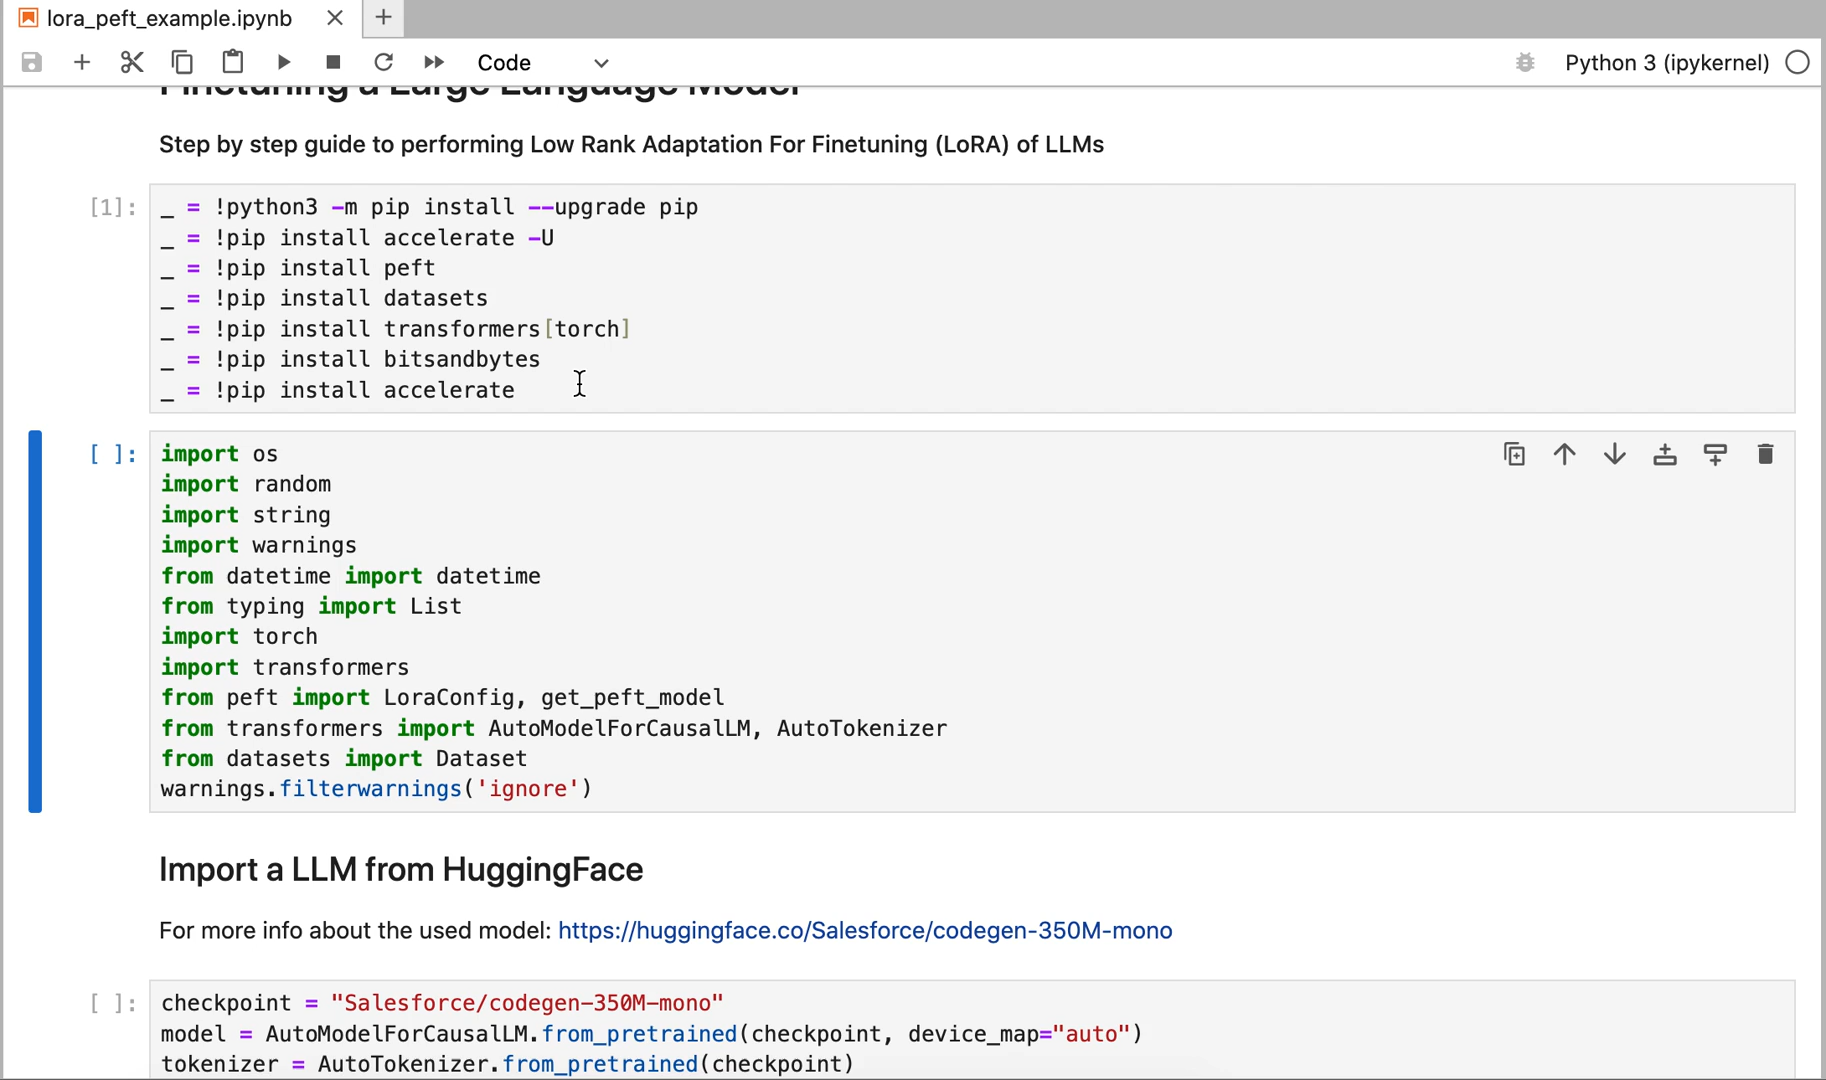 lora_peft_example.ipynb
Code
Python 3 (ipykernel)
Finetuning a Large Language Model
Step by step guide to performing Low Rank Adaptation For Finetuning (LoRA) of LLMs
[1]:
_ = !python3 -m pip install --upgrade pip
_ = !pip install accelerate -U
_ = !pip install peft
_ = !pip install datasets
_ = !pip install transformers[torch]
_ = !pip install bitsandbytes
_ = !pip install accelerate
[ ]:
import os
import random
import string
import warnings
from datetime import datetime
from typing import List
import torch
import transformers
from peft import LoraConfig, get_peft_model
from transformers import AutoModelForCausalLM, AutoTokenizer
from datasets import Dataset
warnings.filterwarnings('ignore')
Import a LLM from HuggingFace
For more info about the used model: https://huggingface.co/Salesforce/codegen-350M-mono
[ ]:
checkpoint = "Salesforce/codegen-350M-mono"
model = AutoModelForCausalLM.from_pretrained(checkpoint, device_map="auto")
tokenizer = AutoTokenizer.from_pretrained(checkpoint)